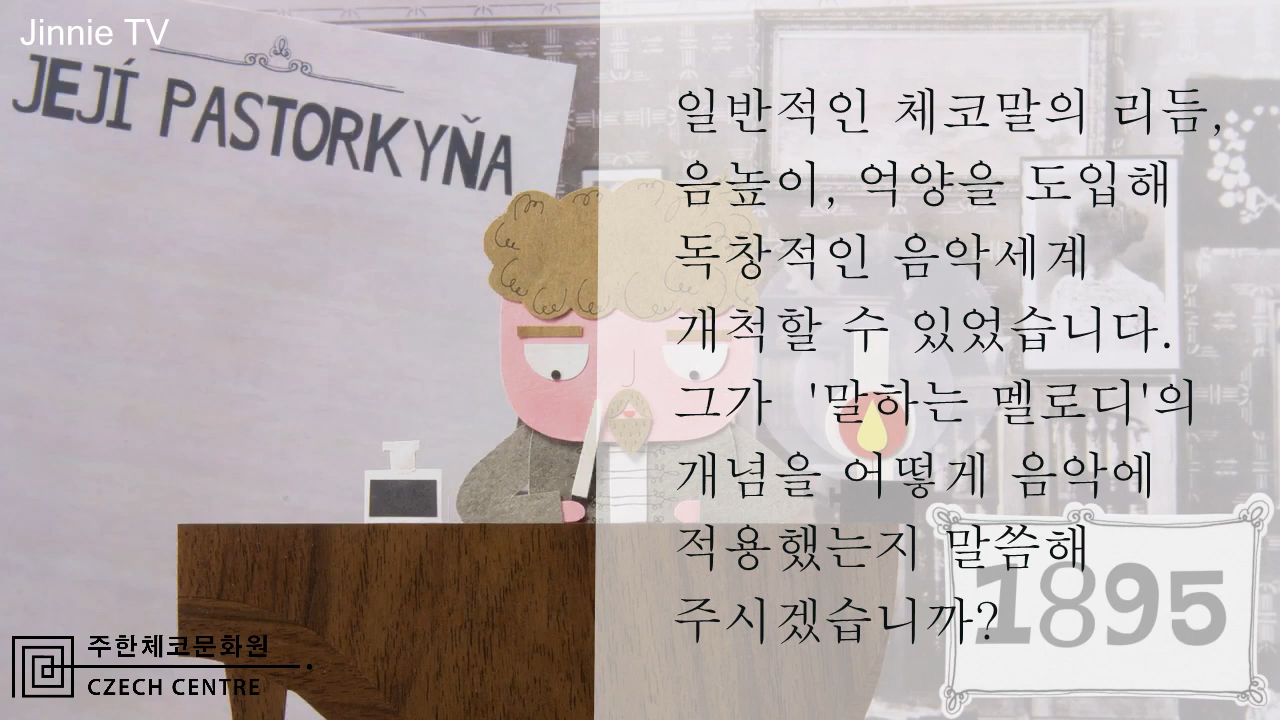 Jinnie TV
JEJÍ PASTORKYŇA
일반적인 체코말의 리듬,
음높이, 억양을 도입해
독창적인 음악세계
개척할 수 있었습니다.
그가 '말하는 멜로디'의
개념을 어떻게 음악에
적용했는지 말씀해
주시겠습니까?
1895
주한체코문화원
CZECH CENTRE